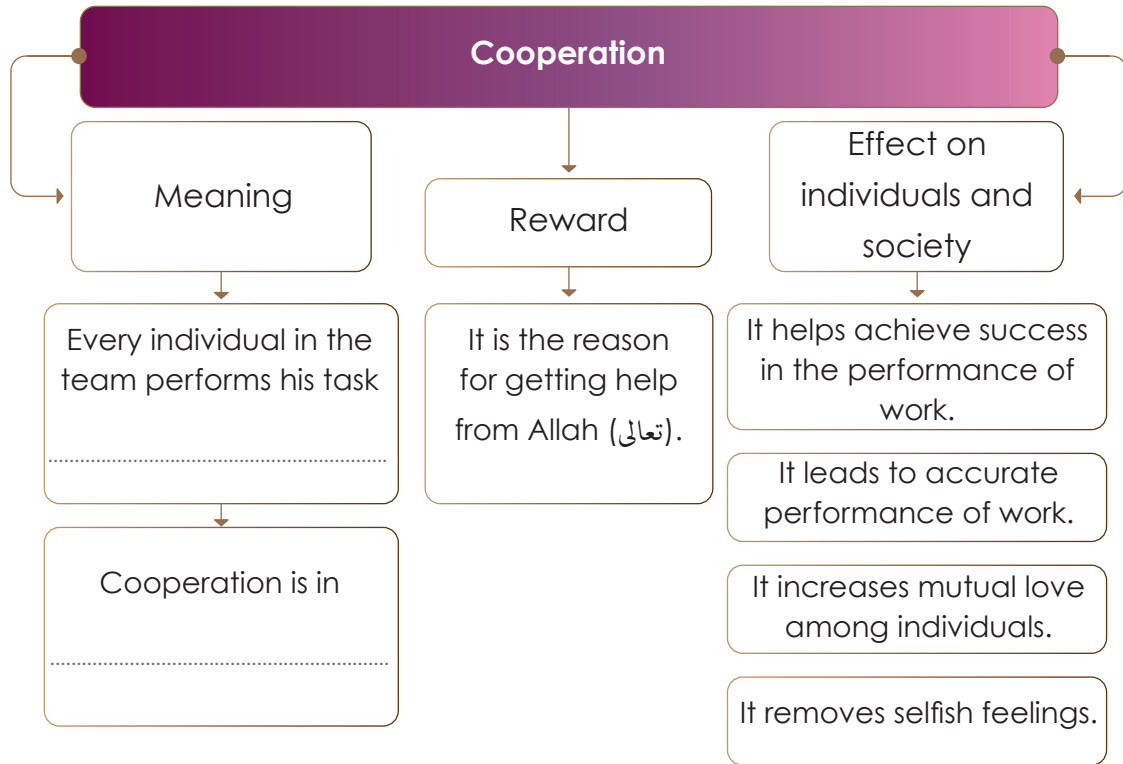 Cooperation
Meaning
Every individual in the
team performs his task
......................................................
Cooperation is in
......................................................
Reward
It is the reason
for getting help
from Allah (تعالى).
Effect on
individuals and
society
It helps achieve success
in the performance of
work.
It leads to accurate
performance of work.
It increases mutual love
among individuals.
It removes selfish feelings.